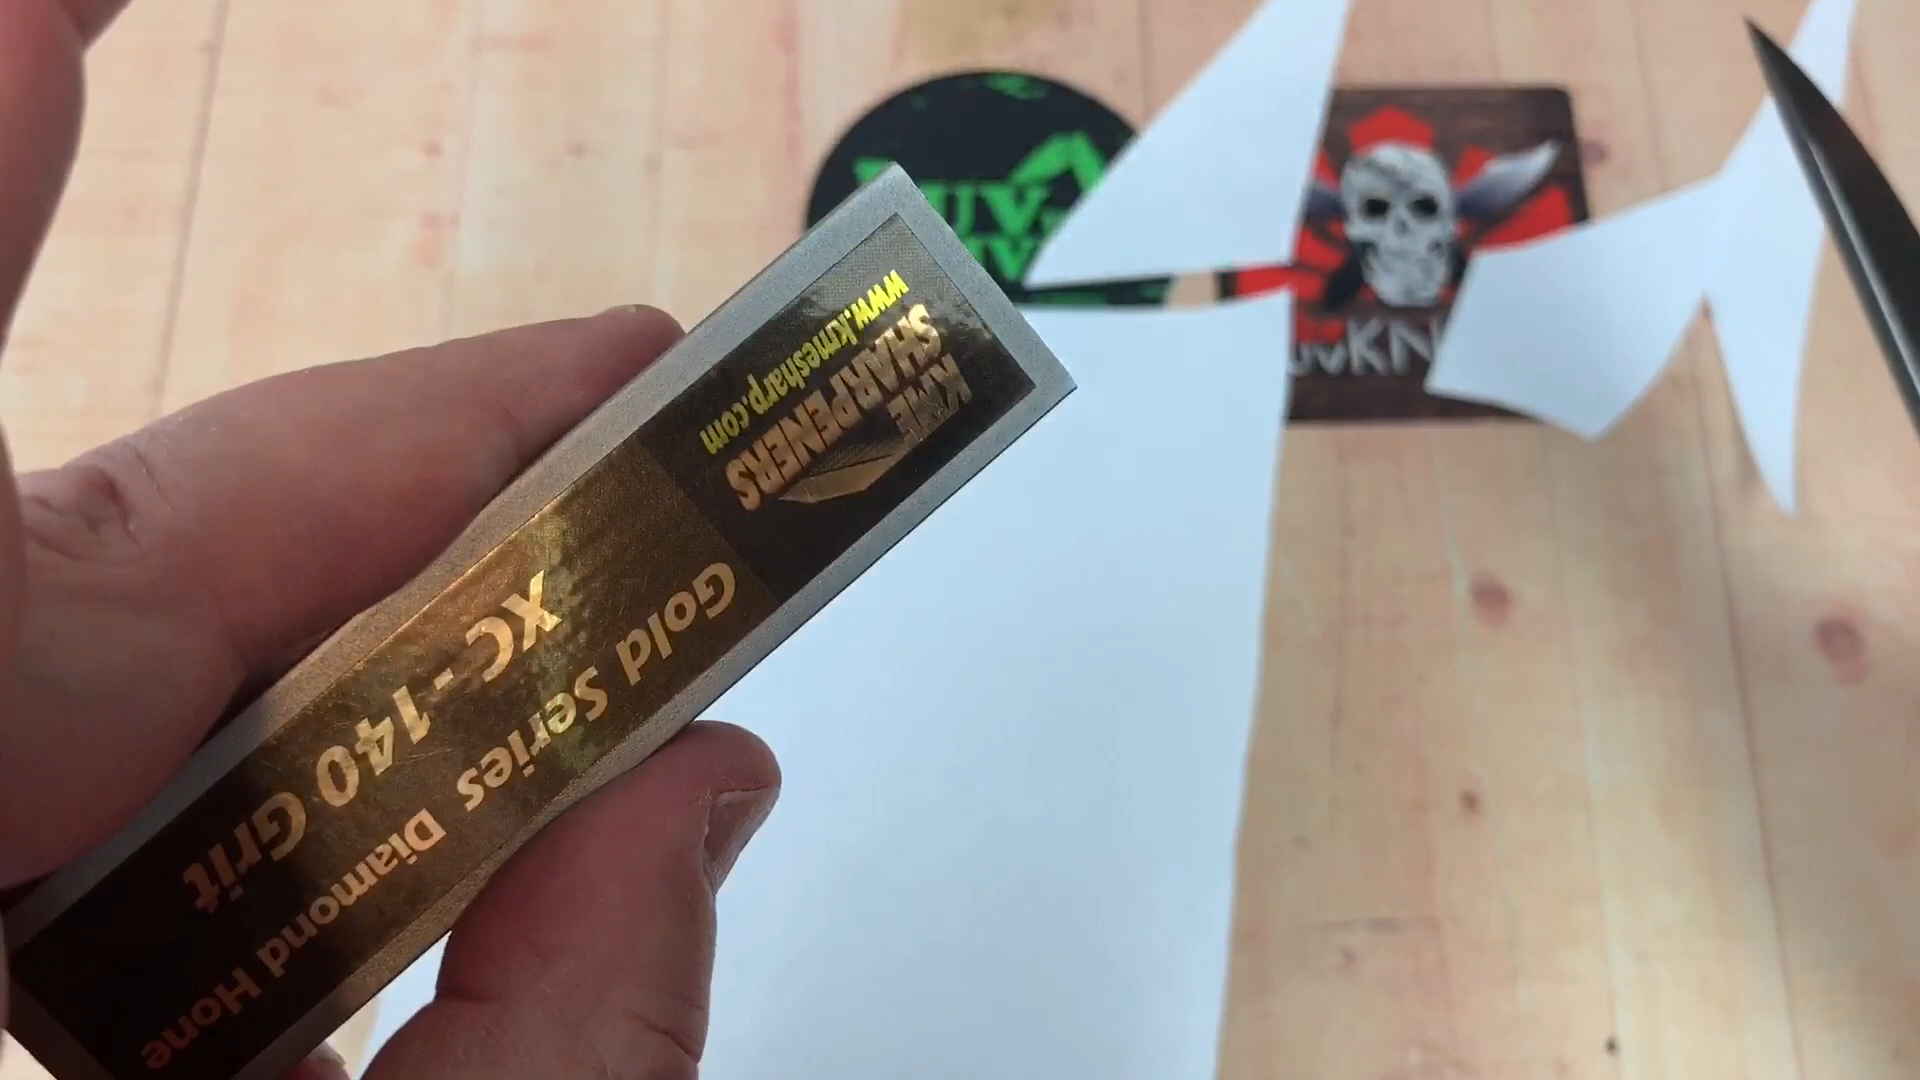 KME
SHARPENERS
www.kmesharp.com
Gold Series Diamond Hone
XC - 140 Grit